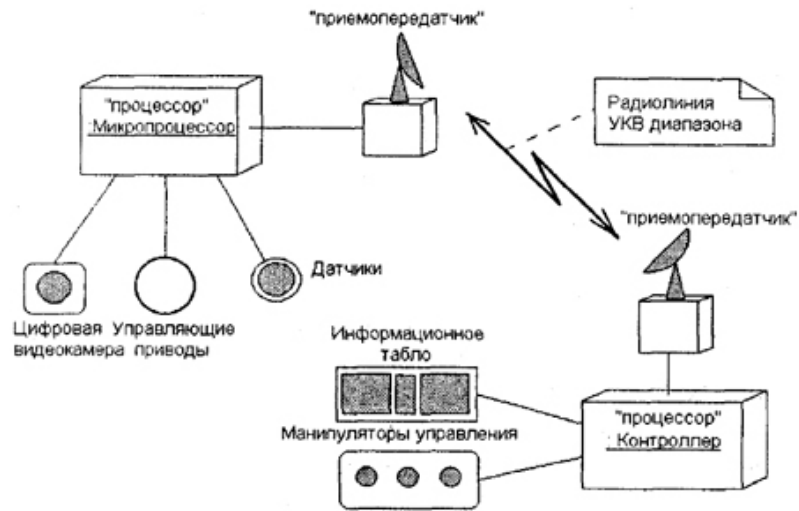 "приемопередатчик"
"процессор"
:Микропроцессор
Радиолиния
УКВ диапазона
"приемопередатчик"
Датчики
Цифровая
видеокамера
Управляющие
приводы
Информационное
табло
Манипуляторы управления
"процессор"
:Контроллер